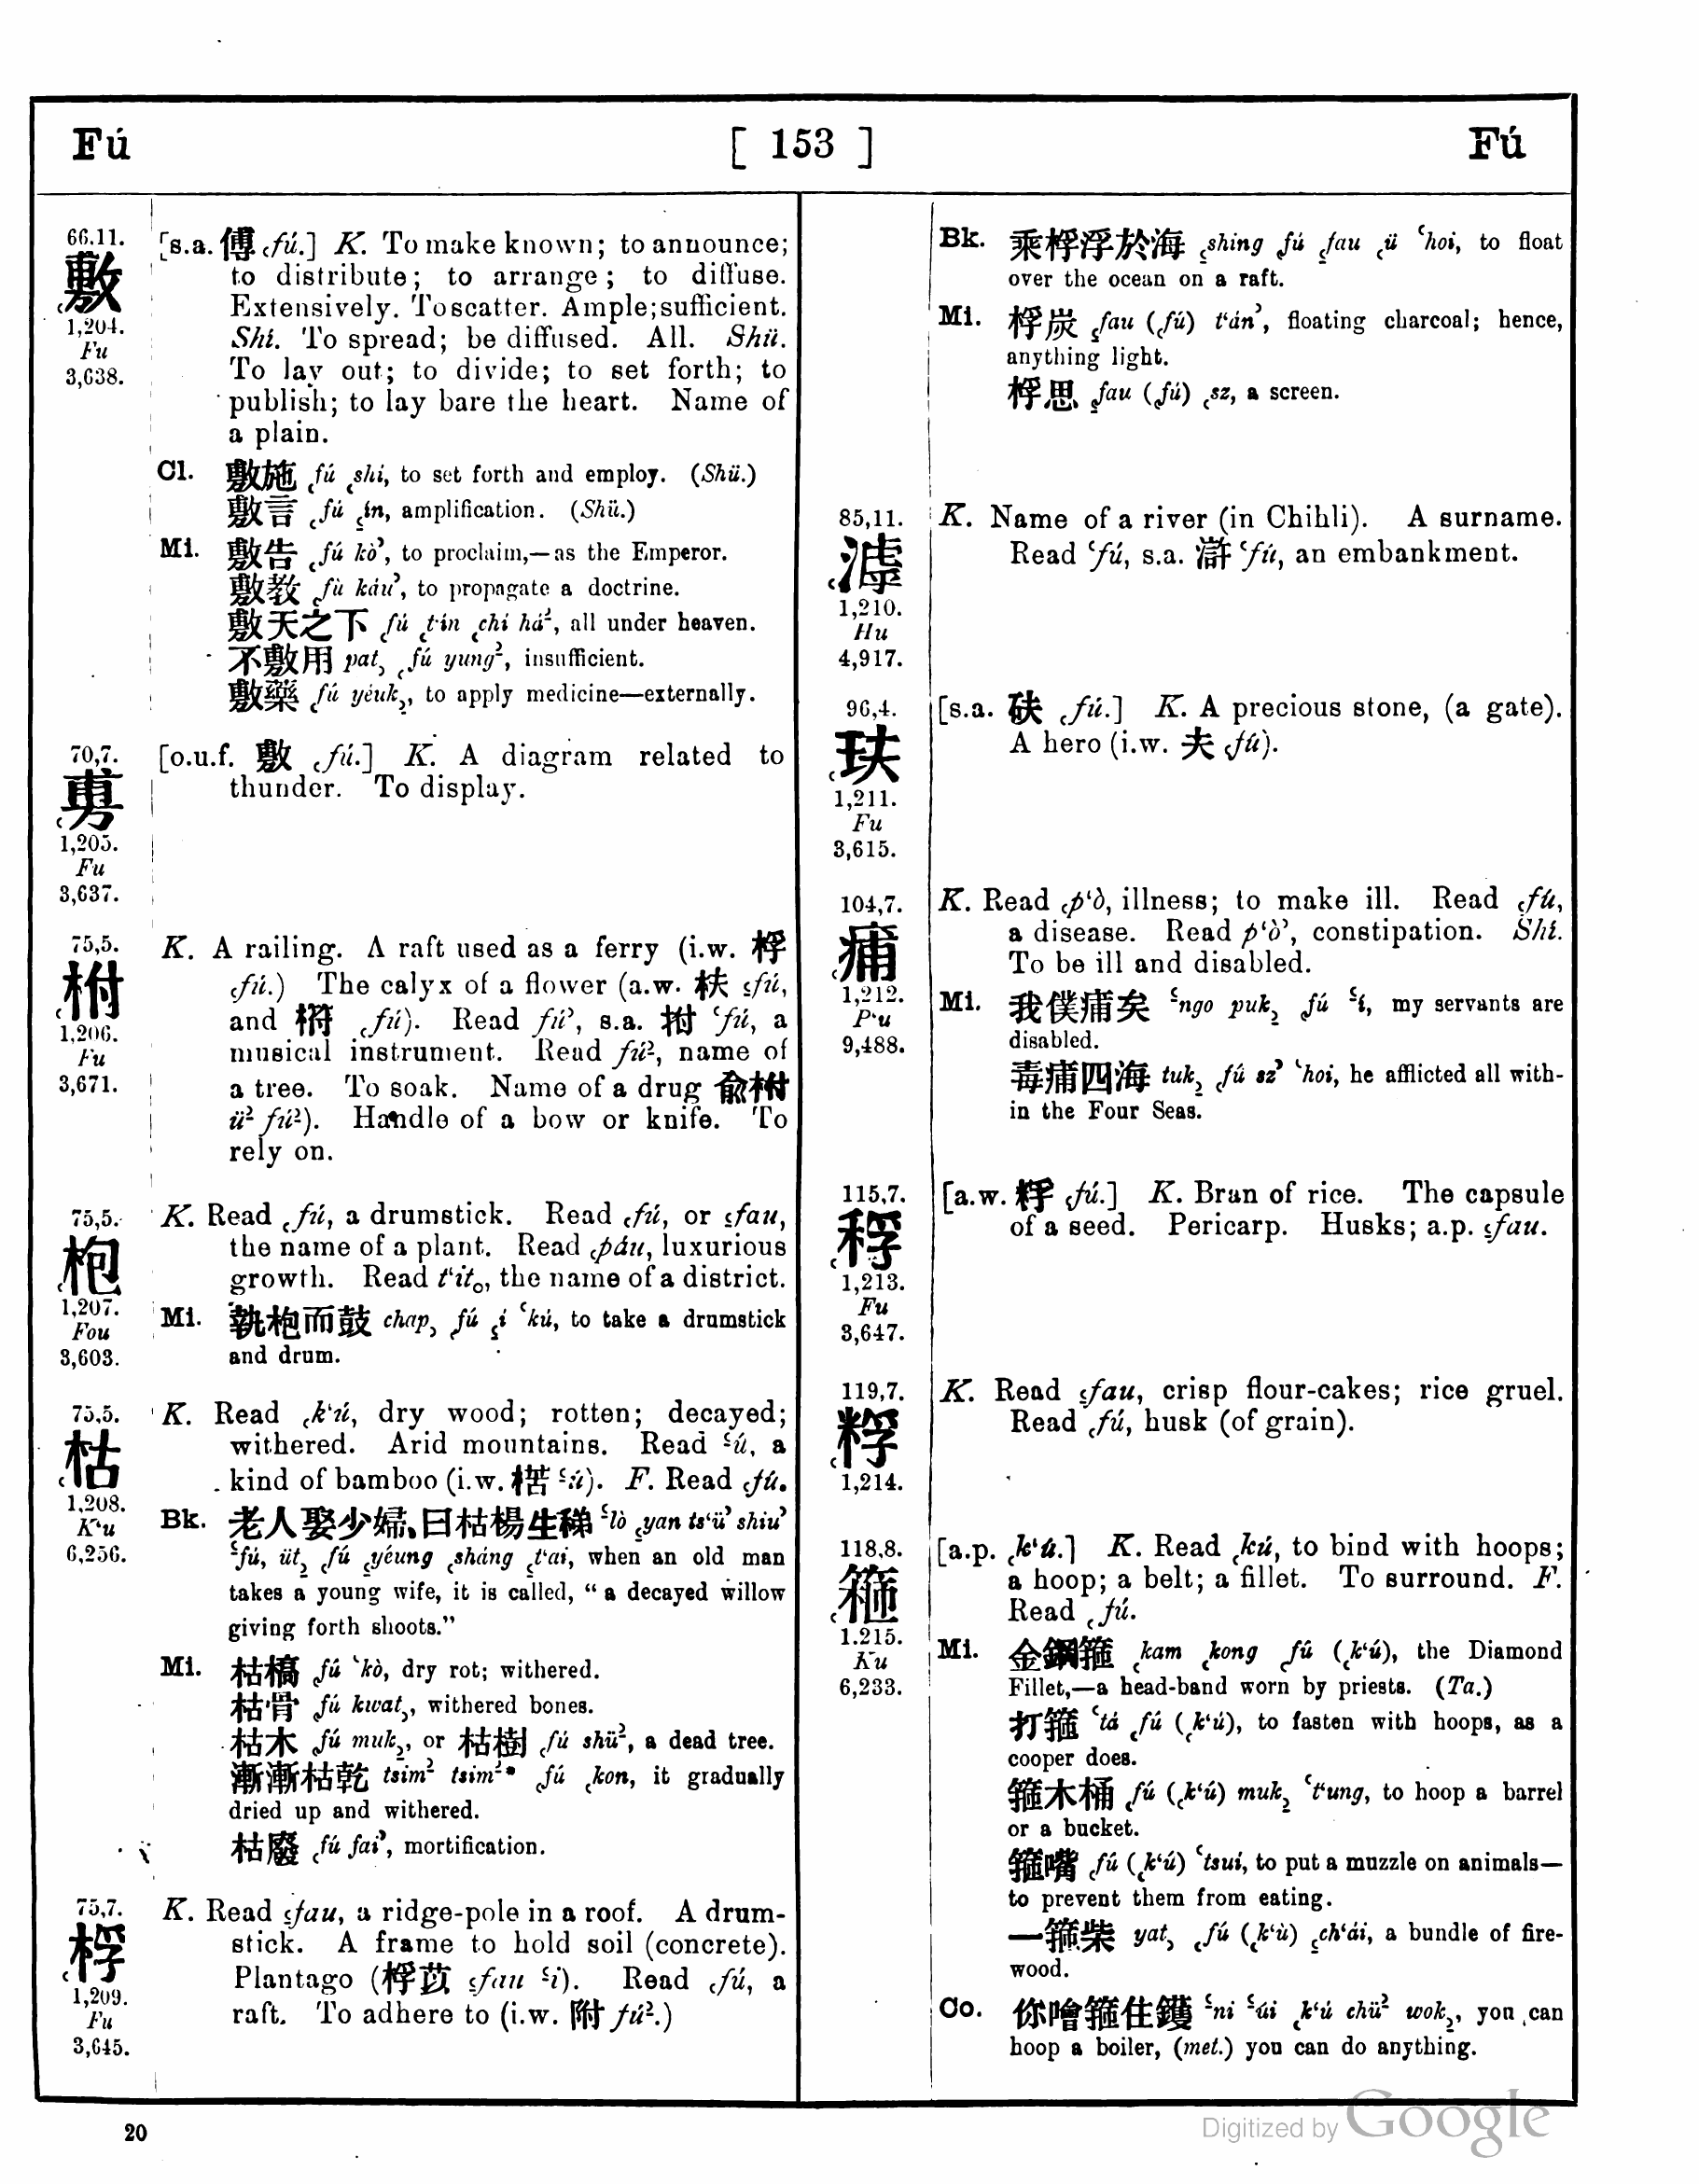 Fú [ 153 ] Fú
66.11.
敷
1,204.
Fu
3,638.
[s.a. 傅 ꜀fú.] K. To make known; to announce;
to distribute; to arrange; to diffuse.
Extensively. To scatter. Ample; sufficient.
Shí. To spread; be diffused. All. Shü.
To lay out; to divide; to set forth; to
publish; to lay bare the heart. Name of
a plain.
Cl. 敷施 ꜀fú ꜀shí, to set forth and employ. (Shü.)
敷言 ꜀fú ꜁ín, amplification. (Shü.)
Mi. 敷告 ꜀fú kò꜄, to proclaim,—as the Emperor.
敷教 ꜀fù káu꜄, to propagate a doctrine.
敷天之下 ꜀fú ꜀t‘ín ꜀chí há꜅, all under heaven.
不敷用 pat꜆ ꜀fú yung꜅, insufficient.
敷藥 ꜀fú yéuk꜇, to apply medicine—externally.
70,7.
旉
1,205.
Fu
3,637.
[o.u.f. 敷 ꜀fú.] K. A diagram related to
thunder. To display.
75,5.
柎
1,206.
Fu
3,671.
K. A railing. A raft used as a ferry (i.w. 桴
꜀fú.) The calyx of a flower (a.w. 枎 ꜁fú,
and 𣚣 ꜀fú). Read fú꜄, s.a. 拊 ꜂fú, a
musical instrument. Read fú꜅, name of
a tree. To soak. Name of a drug 兪柎
ü꜅ fú꜅). Handle of a bow or knife. To
rely on.
75,5.
枹
1,207.
Fou
3,603.
K. Read ꜀fú, a drumstick. Read ꜀fú, or ꜁fau,
the name of a plant. Read ꜀páu, luxurious
growth. Read t‘ít꜀, the name of a district.
Mi. 執枹而鼓 chap꜆ ꜀fú ꜁í ꜂kú, to take a drumstick
and drum.
75,5.
枯
1,208.
K‘u
6,256.
K. Read ꜀k‘ú, dry wood; rotten; decayed;
withered. Arid mountains. Read ꜃ú, a
kind of bamboo (i.w. 楛 ꜃ú). F. Read ꜀fú.
Bk. 老人娶少婦、曰枯楊生稊 ꜃lò ꜁yan ts‘ü꜄ shiu꜄
꜃fú, üt꜇ ꜀fú ꜁yéung ꜀sháng ꜁t‘ai, when an old man
takes a young wife, it is called, “a decayed willow
giving forth shoots.”
Mi. 枯槁 ꜀fú ꜂kò, dry rot; withered.
枯骨 ꜀fú kwat꜆, withered bones.
枯木 ꜀fú muk꜇, or 枯樹 ꜀fú shü꜅, a dead tree.
漸漸枯乾 tsím꜅ tsím꜅* ꜀fú ꜀kon, it gradually
dried up and withered.
枯廢 ꜀fú fai꜄, mortification.
75,7.
桴
1,209.
Fu
3,645.
K. Read ꜁fau, a ridge-pole in a roof. A drum-
stick. A frame to hold soil (concrete).
Plantago (桴苡 ꜁fau ꜃í). Read ꜀fú, a
raft. To adhere to (i.w. 附 fú꜅.)
Bk. 乘桴浮於海 ꜁shing ꜀fú ꜁fau ꜀ü ꜂hoi, to float
over the ocean on a raft.
Mi. 桴炭 ꜁fau (꜀fú) t‘án꜄, floating charcoal; hence,
anything light.
桴思 ꜁fau (꜀fú) ꜀sz, a screen.
85,11.
滹
1,210.
Hu
4,917.
K. Name of a river (in Chihli). A surname.
Read ꜂fú, s.a. 滸 ꜂fú, an embankment.
96,4.
玞
1,211.
Fu
3,615.
[s.a. 砆 ꜀fú.] K. A precious stone, (a gate).
A hero (i.w. 夫 ꜀fú).
104,7.
痡
1,212.
P‘u
9,488.
K. Read ꜀p‘ò, illness; to make ill. Read ꜀fú,
a disease. Read p‘ò꜄, constipation. Shí.
To be ill and disabled.
Mi. 我僕痡矣 ꜃ngo puk꜇ ꜀fú ꜃í, my servants are
disabled.
毒痡四海 tuk꜇ ꜀fú sz꜄ ꜂hoi, he afflicted all with-
in the Four Seas.
115,7.
稃
1,213.
Fu
3,647.
[a.w. 粰 ꜀fú.] K. Bran of rice. The capsule
of a seed. Pericarp. Husks; a.p. ꜁fau.
119,7.
粰
1,214.
K. Read ꜁fau, crisp flour-cakes; rice gruel.
Read ꜀fú, husk (of grain).
118,8.
箍
1.215.
Ku
6,233.
[a.p. ꜀k‘ú.] K. Read ꜀kú, to bind with hoops;
a hoop; a belt; a fillet. To surround. F.
Read ꜀fú.
Mi. 金鋼箍 ꜀kam ꜀kong ꜀fú (꜀k‘ú), the Diamond
Fillet,—a head-band worn by priests. (Ta.)
打箍 ꜂tá ꜀fú (꜀k‘ú), to fasten with hoops, as a
cooper does.
箍木桶 ꜀fú (꜀k‘ú) muk꜇ ꜂t‘ung, to hoop a barrel
or a bucket.
箍嘴 ꜀fú (꜀k‘ú) ꜂tsuí, to put a muzzle on animals—
to prevent them from eating.
一箍柴 yat꜆ ꜀fú (꜀k‘ù) ꜁ch‘ái, a bundle of fire-
wood.
Co. 你噲箍住鑊 ꜃ni ꜃úi ꜀k‘ú chü꜅ wok꜇, you can
hoop a boiler, (met.) you can do anything.
20
Digitized by Google